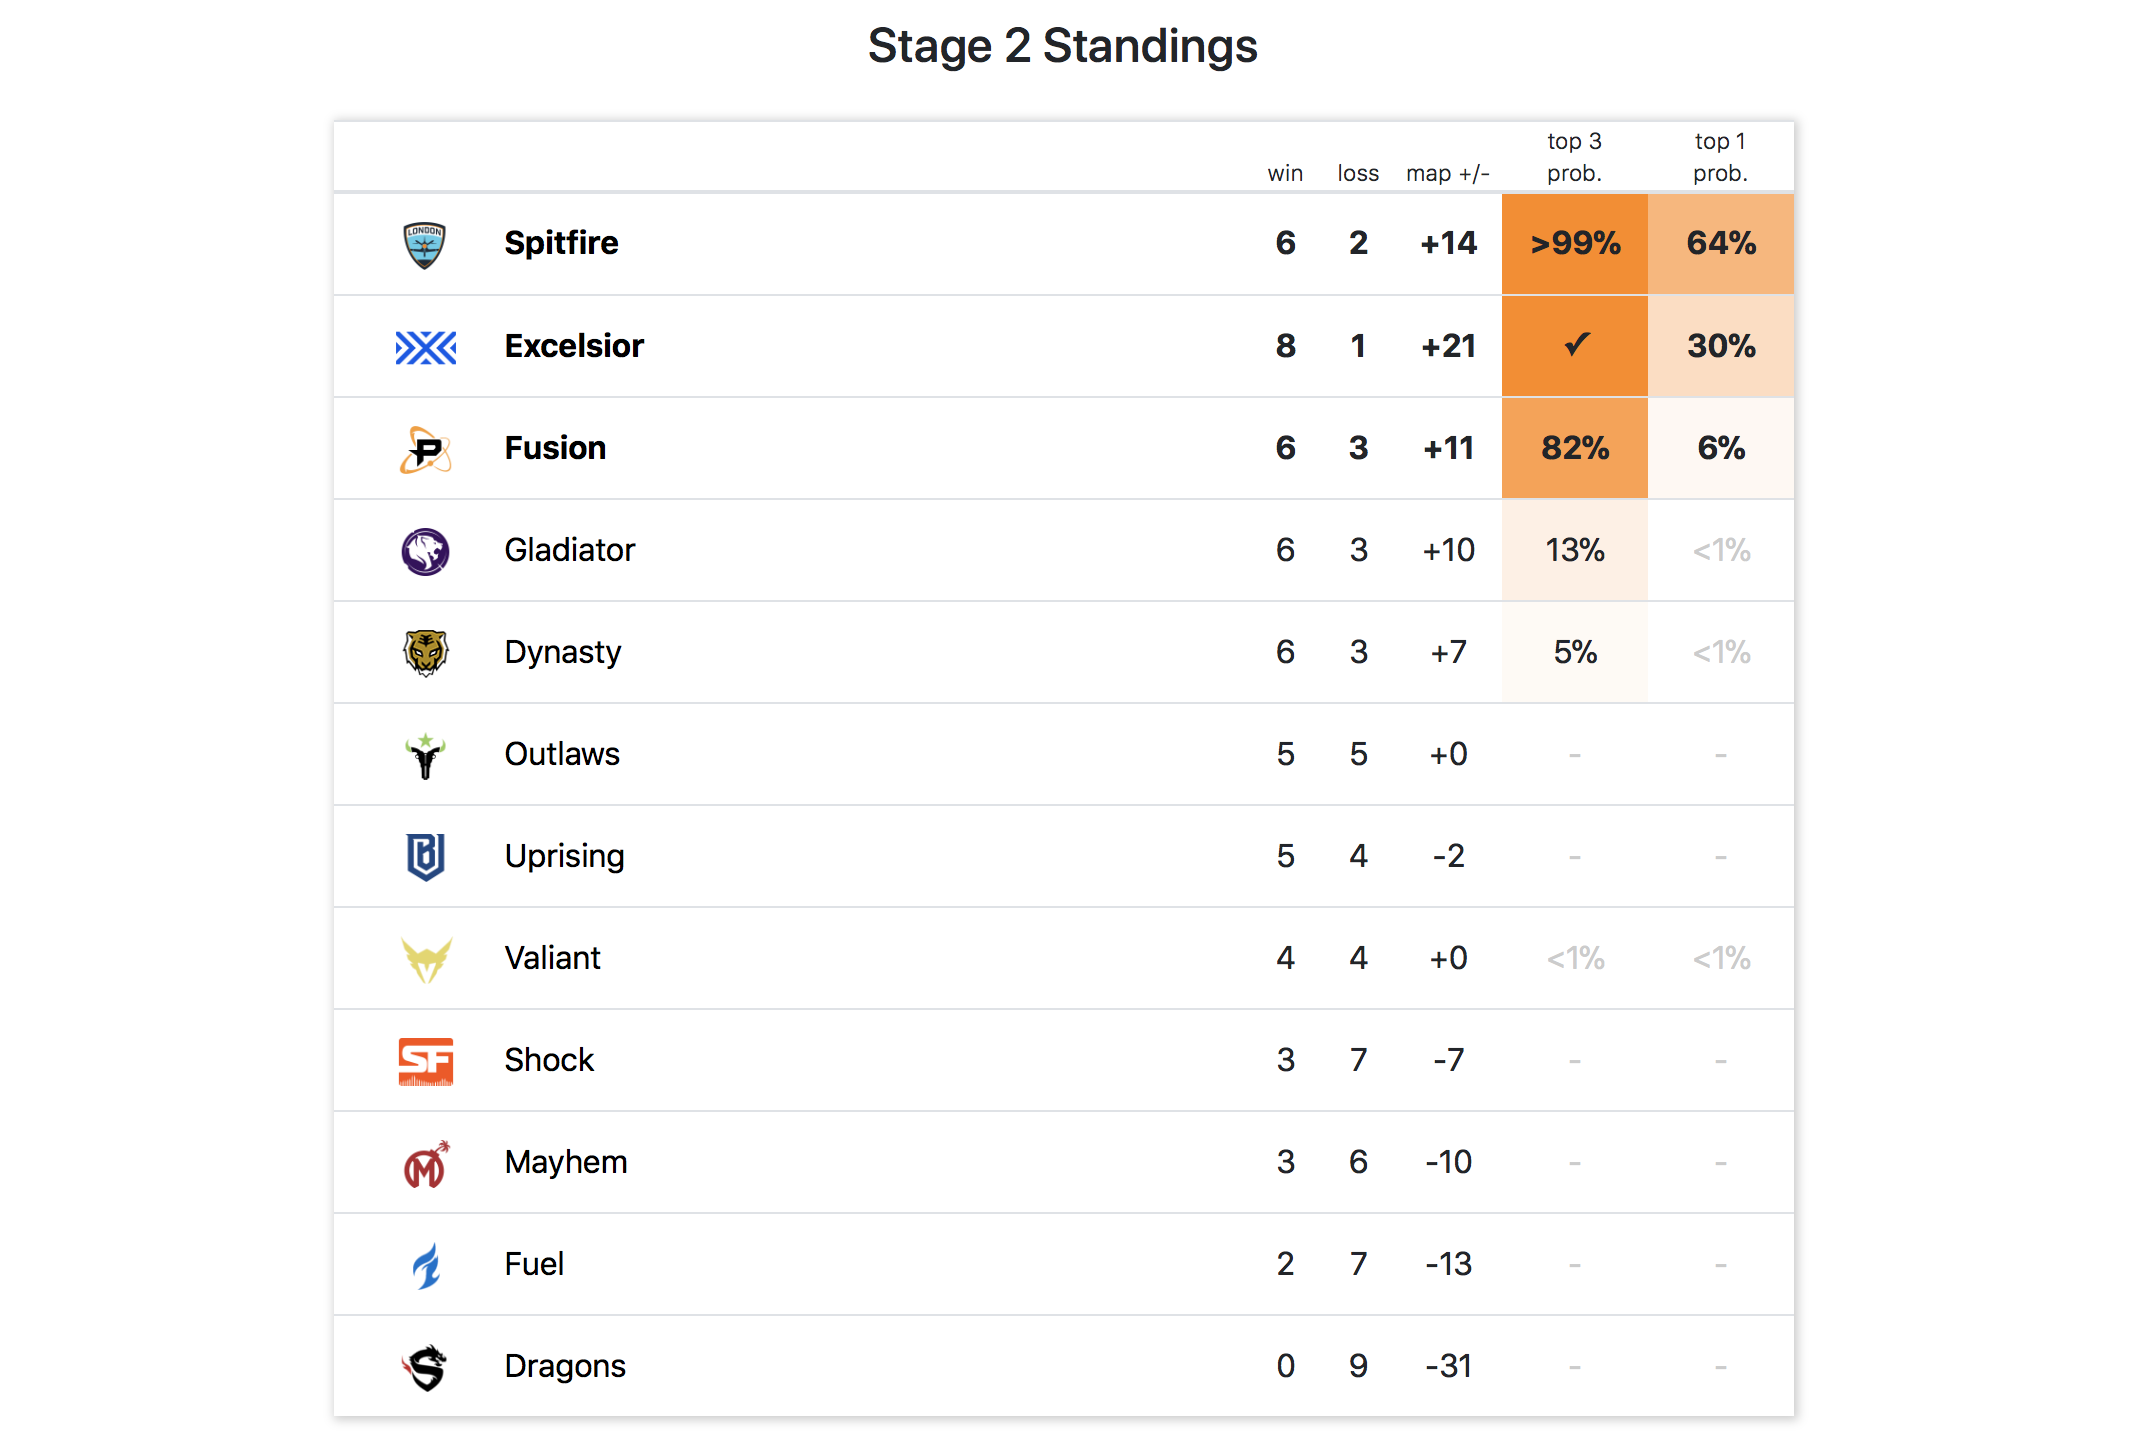 Stage 2 Standings
win loss map +/- top 3 prob. top 1 prob.
LONDON Spitfire 6 2 +14 >99% 64%
Excelsior 8 1 +21 ✓ 30%
P Fusion 6 3 +11 82% 6%
Gladiator 6 3 +10 13% <1%
Dynasty 6 3 +7 5% <1%
Outlaws 5 5 +0 - -
B Uprising 5 4 -2 - -
Valiant 4 4 +0 <1% <1%
SF Shock 3 7 -7 - -
M Mayhem 3 6 -10 - -
Fuel 2 7 -13 - -
S Dragons 0 9 -31 - -